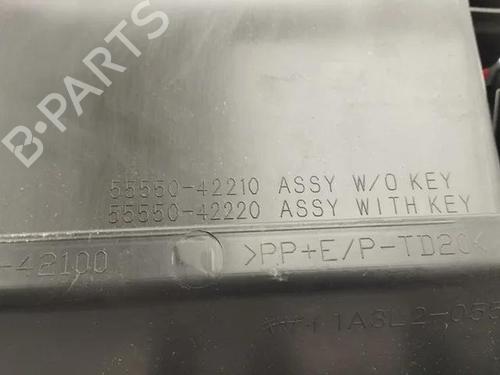 B-PARTS
55550-42210 ASSY W/O KEY
55550-42220 ASSY WITH KEY
-42100 >PP+E/P-TD20<